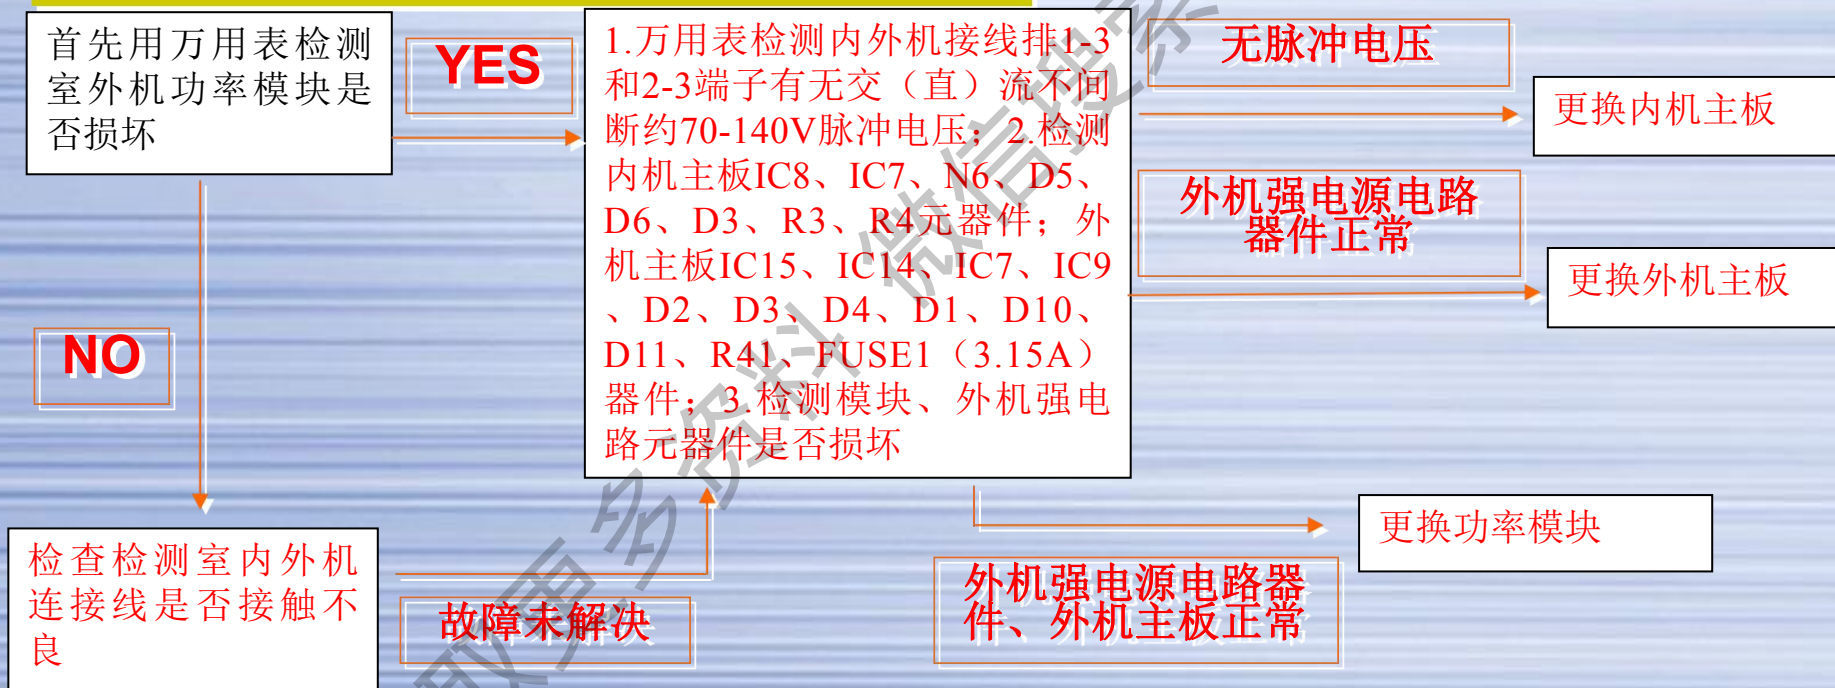 首先用万用表检测
室外机功率模块是
否损坏
YES
1.万用表检测内外机接线排1-3
和2-3端子有无交（直）流不间
断约70-140V脉冲电压；2.检测
内机主板IC8、IC7、N6、D5、
D6、D3、R3、R4元器件；外
机主板IC15、IC14、IC7、IC9
、D2、D3、D4、D1、D10、
D11、R41、FUSE1（3.15A）
器件；3.检测模块、外机强电
路元器件是否损坏
无脉冲电压
更换内机主板
外机强电源电路
器件正常
更换外机主板
NO
检查检测室内外机
连接线是否接触不
良
故障未解决
外机强电源电路器
件、外机主板正常
更换功率模块
取更多资料 微信搜索